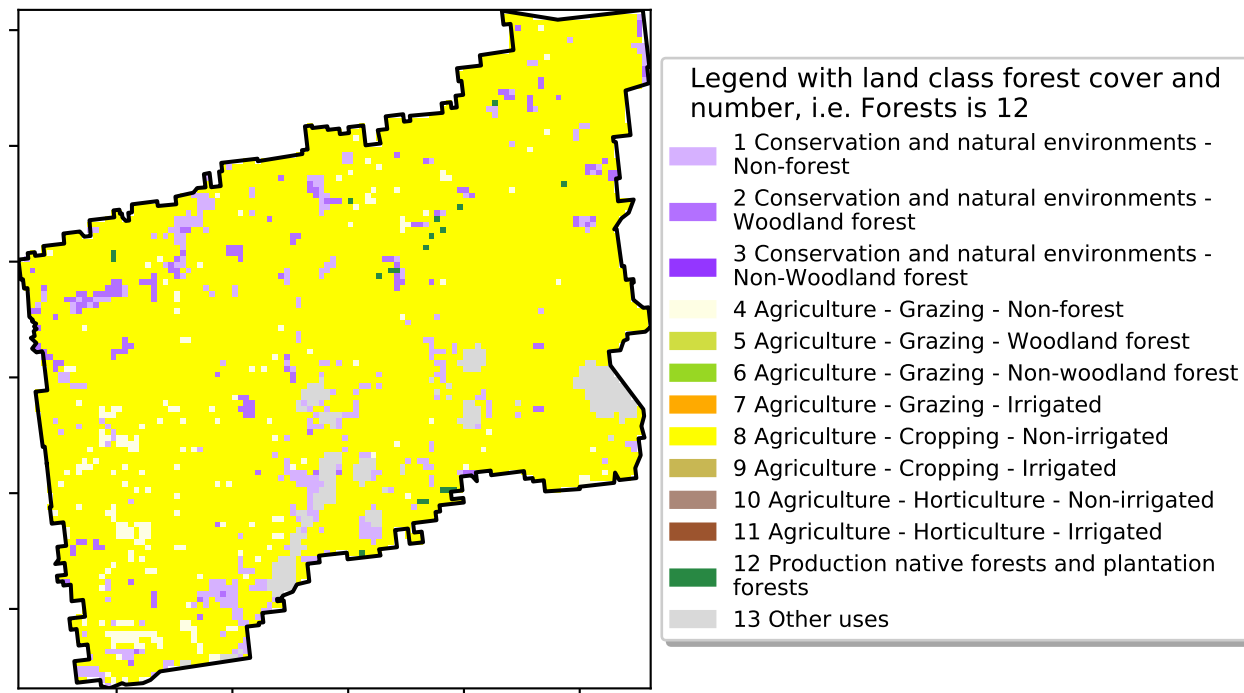 Legend with land class forest cover and
number, i.e. Forests is 12
1 Conservation and natural environments -
Non-forest
2 Conservation and natural environments -
Woodland forest
3 Conservation and natural environments -
Non-Woodland forest
4 Agriculture - Grazing - Non-forest
5 Agriculture - Grazing - Woodland forest
6 Agriculture - Grazing - Non-woodland forest
7 Agriculture - Grazing - Irrigated
8 Agriculture - Cropping - Non-irrigated
9 Agriculture - Cropping - Irrigated
10 Agriculture - Horticulture - Non-irrigated
11 Agriculture - Horticulture - Irrigated
12 Production native forests and plantation
forests
13 Other uses